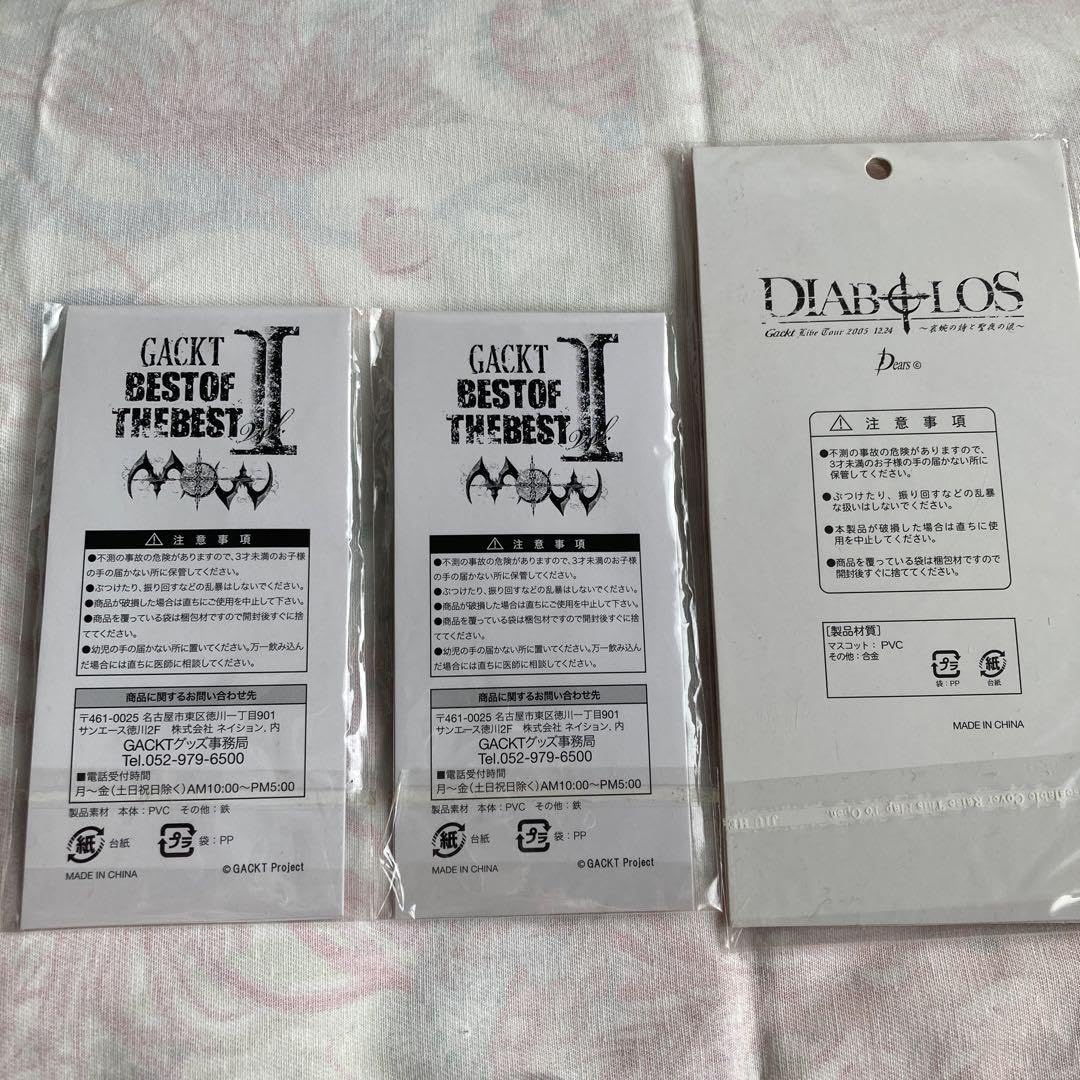 GACKT
BEST OF
THE BEST
Vol. I
MOW
⚠ 注意事項
●不測の事故の危険がありますので、3才未満のお子様
の手の届かない所に保管してください。
●ぶつけたり、振り回すなどの乱暴はしないでください。
●商品が破損した場合は直ちにご使用を中止して下さい。
●商品を覆っている袋は梱包材ですので開封後すぐに捨
ててください。
●幼児の手の届かない所に置いてください。万一飲み込ん
だ場合には直ちに医師に相談してください。
商品に関するお問い合わせ先
〒461-0025 名古屋市東区徳川一丁目901
サンエース徳川2F 株式会社 ネイション.内
GACKTグッズ事務局
Tel.052-979-6500
■電話受付時間
月～金(土日祝日除く)AM10:00～PM5:00
製品素材 本体:PVC その他:鉄
紙 台紙 プラ 袋:PP
MADE IN CHINA
©GACKT Project
GACKT
BEST OF
THE BEST
Vol. I
MOW
⚠ 注意事項
●不測の事故の危険がありますので、3才未満のお子様
の手の届かない所に保管してください。
●ぶつけたり、振り回すなどの乱暴はしないでください。
●商品が破損した場合は直ちにご使用を中止して下さい。
●商品を覆っている袋は梱包材ですので開封後すぐに捨
ててください。
●幼児の手の届かない所に置いてください。万一飲み込ん
だ場合には直ちに医師に相談してください。
商品に関するお問い合わせ先
〒461-0025 名古屋市東区徳川一丁目901
サンエース徳川2F 株式会社 ネイション.内
GACKTグッズ事務局
Tel.052-979-6500
■電話受付時間
月～金(土日祝日除く)AM10:00～PM5:00
製品素材 本体:PVC その他:鉄
紙 台紙 プラ 袋:PP
MADE IN CHINA
©GACKT Project
DIABOLOS
Gackt Live Tour 2005 12.24 ～哀婉の詩と聖夜の涙～
Dears ©
⚠ 注意事項
●不測の事故の危険がありますので、
3才未満のお子様の手の届かない所に
保管してください。
●ぶつけたり、振り回すなどの乱暴
な扱いはしないでください。
●本製品が破損した場合は直ちに使
用を中止してください。
●商品を覆っている袋は梱包材ですので
開封後すぐに捨ててください。
[製品材質]
マスコット:PVC
その他:合金
プラ 紙
袋:PP 台紙
MADE IN CHINA